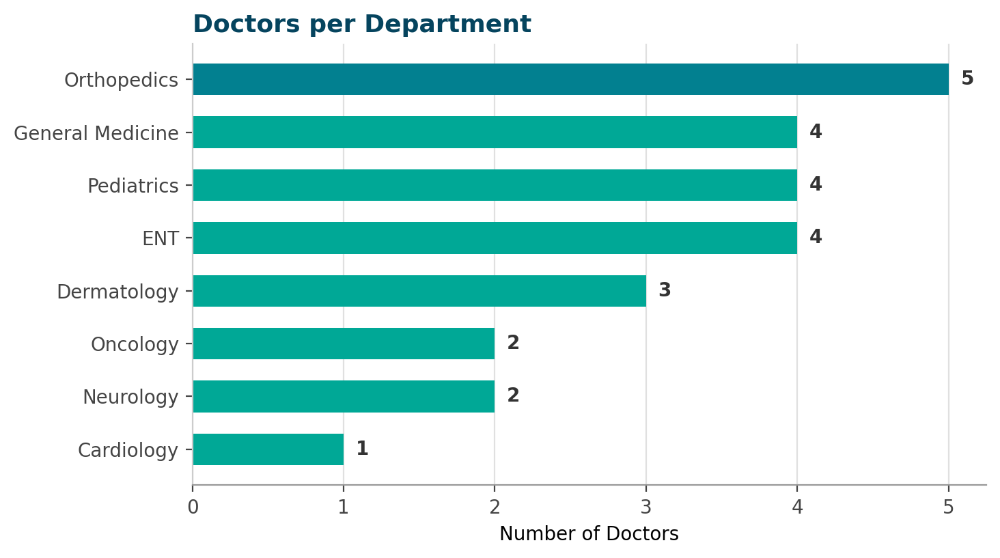 Doctors per Department
Orthopedics 5
General Medicine 4
Pediatrics 4
ENT 4
Dermatology 3
Oncology 2
Neurology 2
Cardiology 1
0 1 2 3 4 5
Number of Doctors